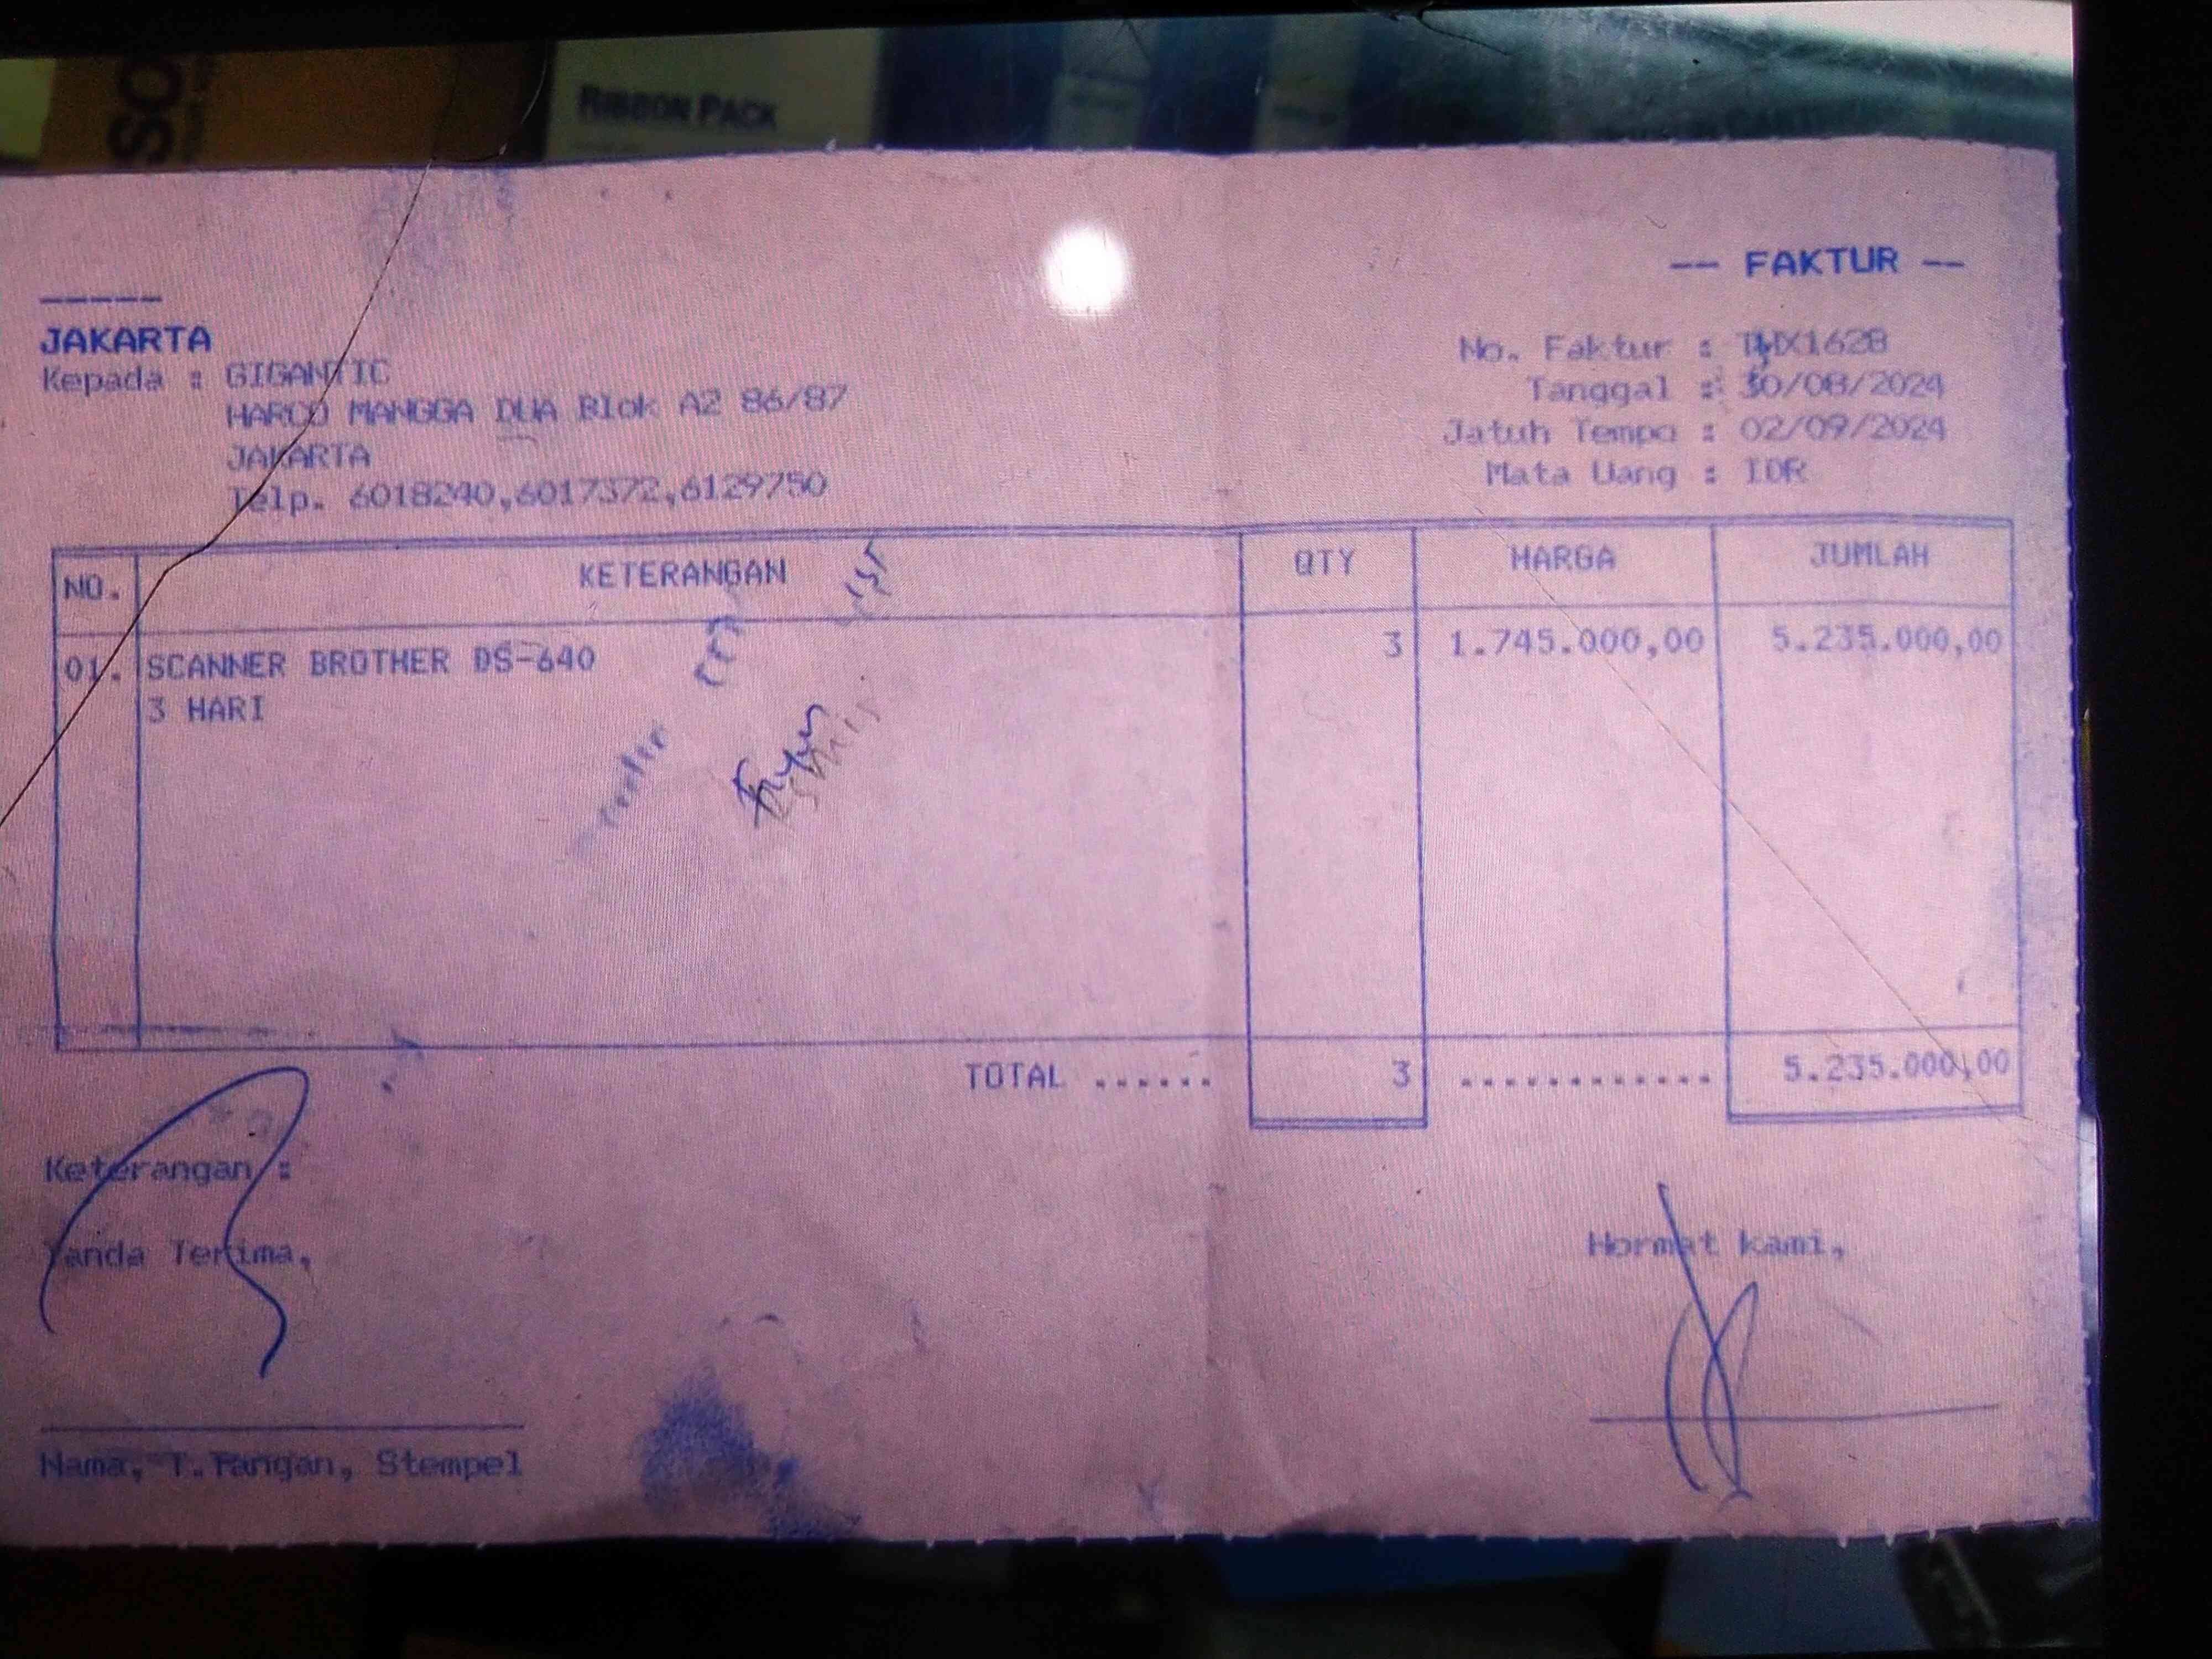 SO
RIBBON PACK
-- FAKTUR --
-----
JAKARTA
Kepada : GIGANTIC
HARCO MANGGA DUA Blok A2 86/87
JAKARTA
Telp. 6018240,6017372,6129750
No. Faktur :
Tanggal : 30/08/2024
Jatuh Tempo : 02/09/2024
Mata Uang : IDR
NO. KETERANGAN QTY HARGA JUMLAH
01. SCANNER BROTHER DS-640 3 1.745.000,00 5.235.000,00
3 HARI
TOTAL ...... 3 ............. 5.235.000,00
Keterangan :
Tanda Terima,
Hormat kami,
Nama, T.Tangan, Stempel